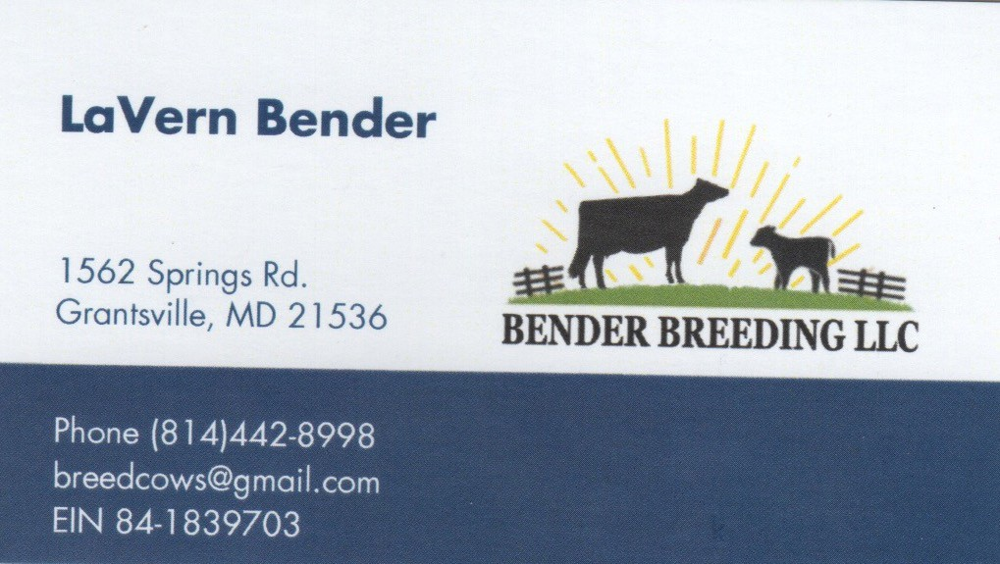 LaVern Bender
1562 Springs Rd.
Grantsville, MD 21536
BENDER BREEDING LLC
Phone (814)442-8998
breedcows@gmail.com
EIN 84-1839703